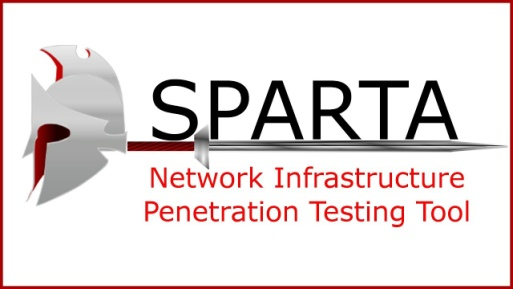 SPARTA
Network Infrastructure
Penetration Testing Tool